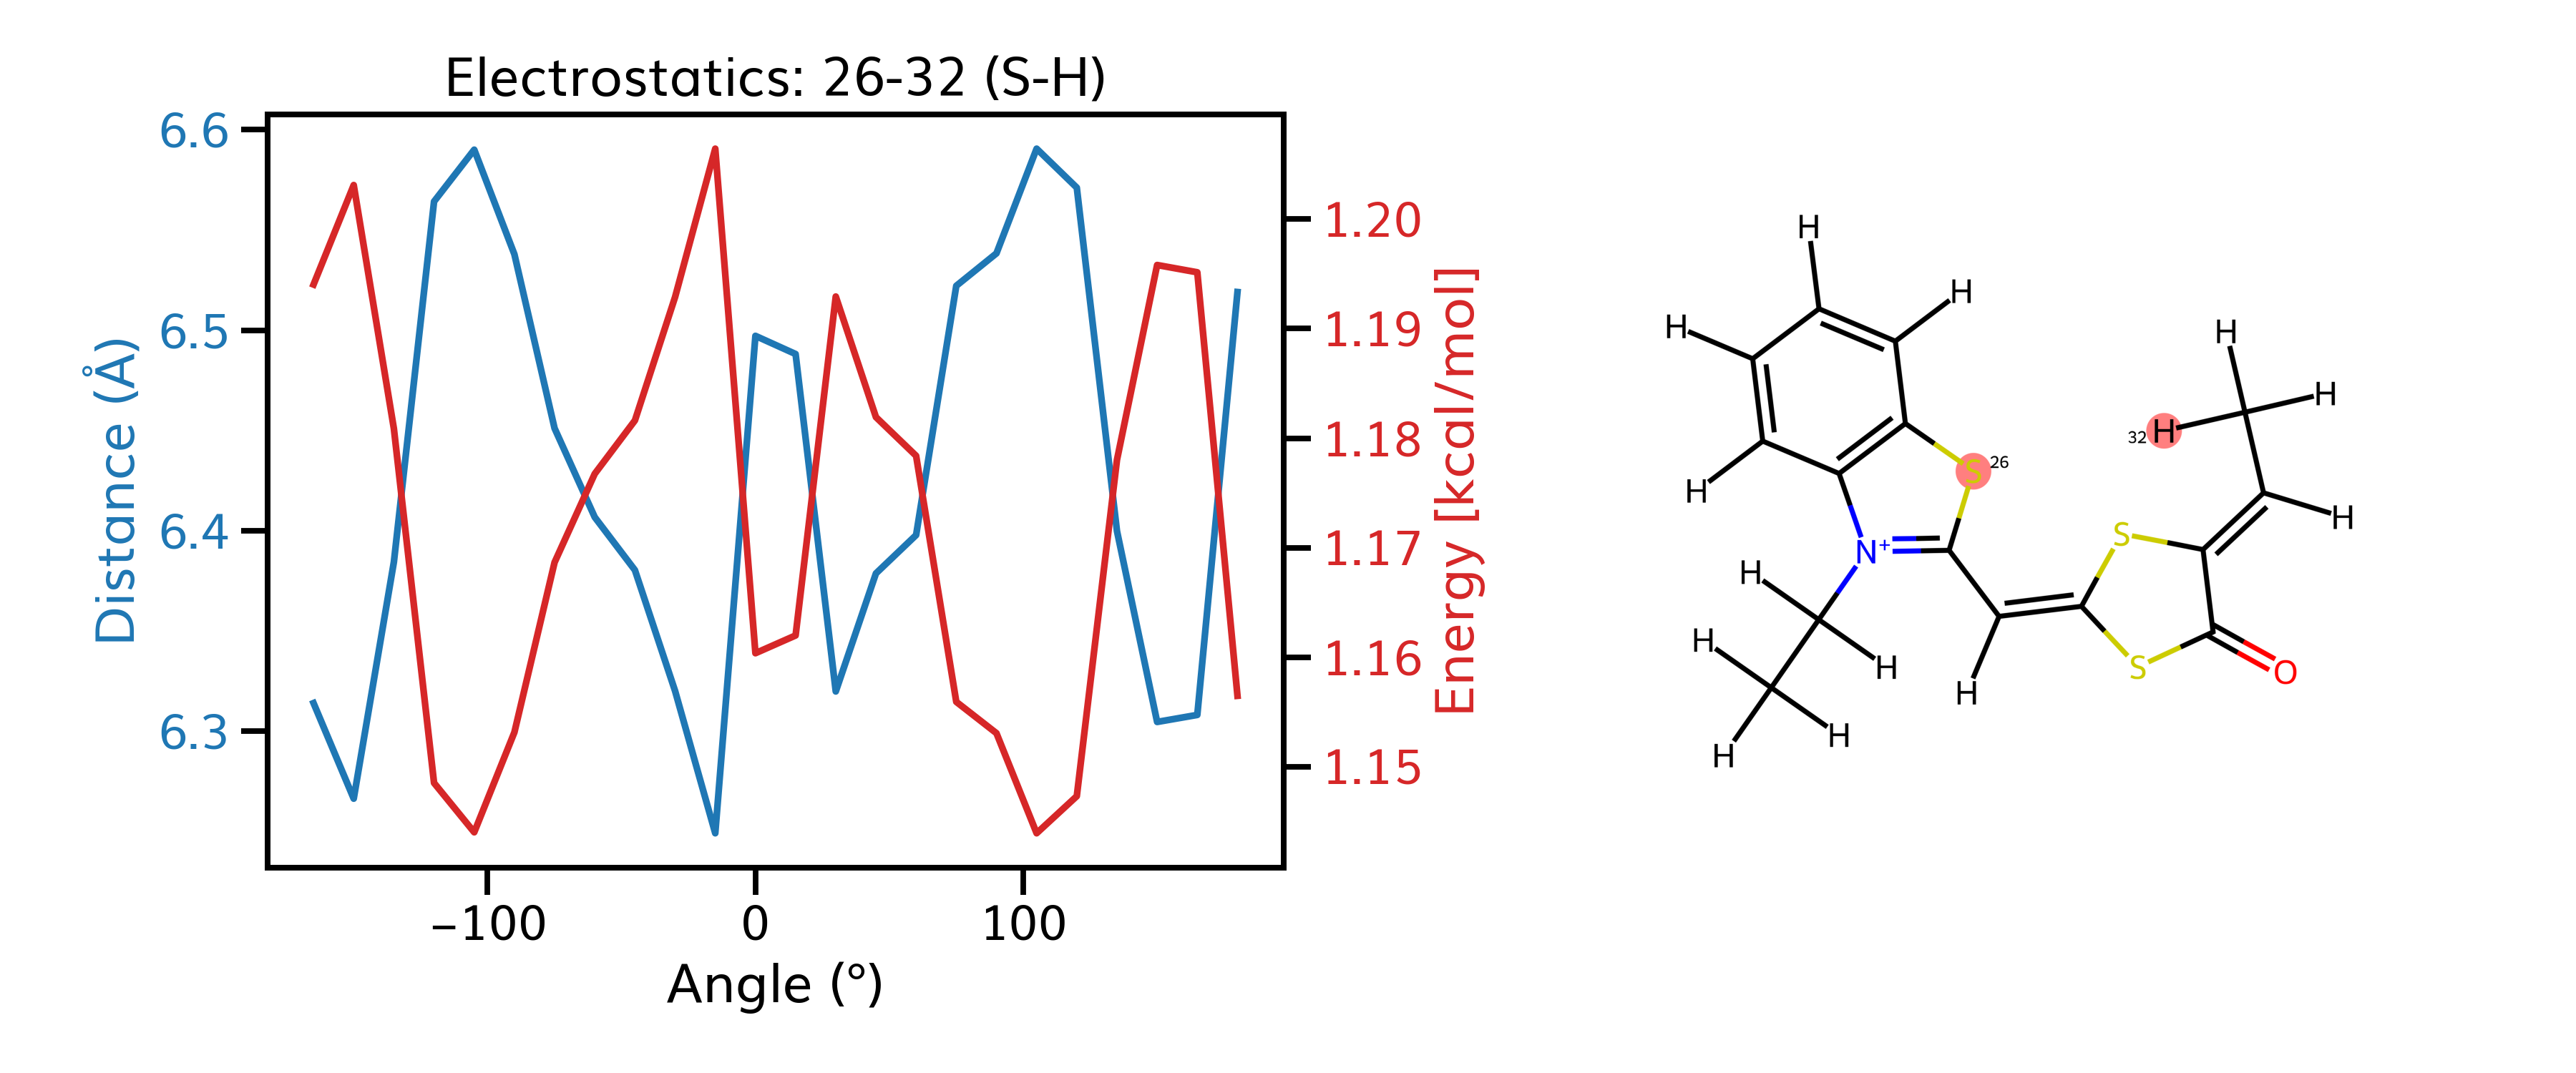 Electrostatics: 26-32 (S-H)
6.6
6.5
6.4
6.3
Distance (Å)
1.20
1.19
1.18
1.17
1.16
1.15
Energy [kcal/mol]
−100 0 100
Angle (°)
H
H
H
H
H
H
32 H
S 26
H
H
S
N+
H
H
H
S
O
H
H
H